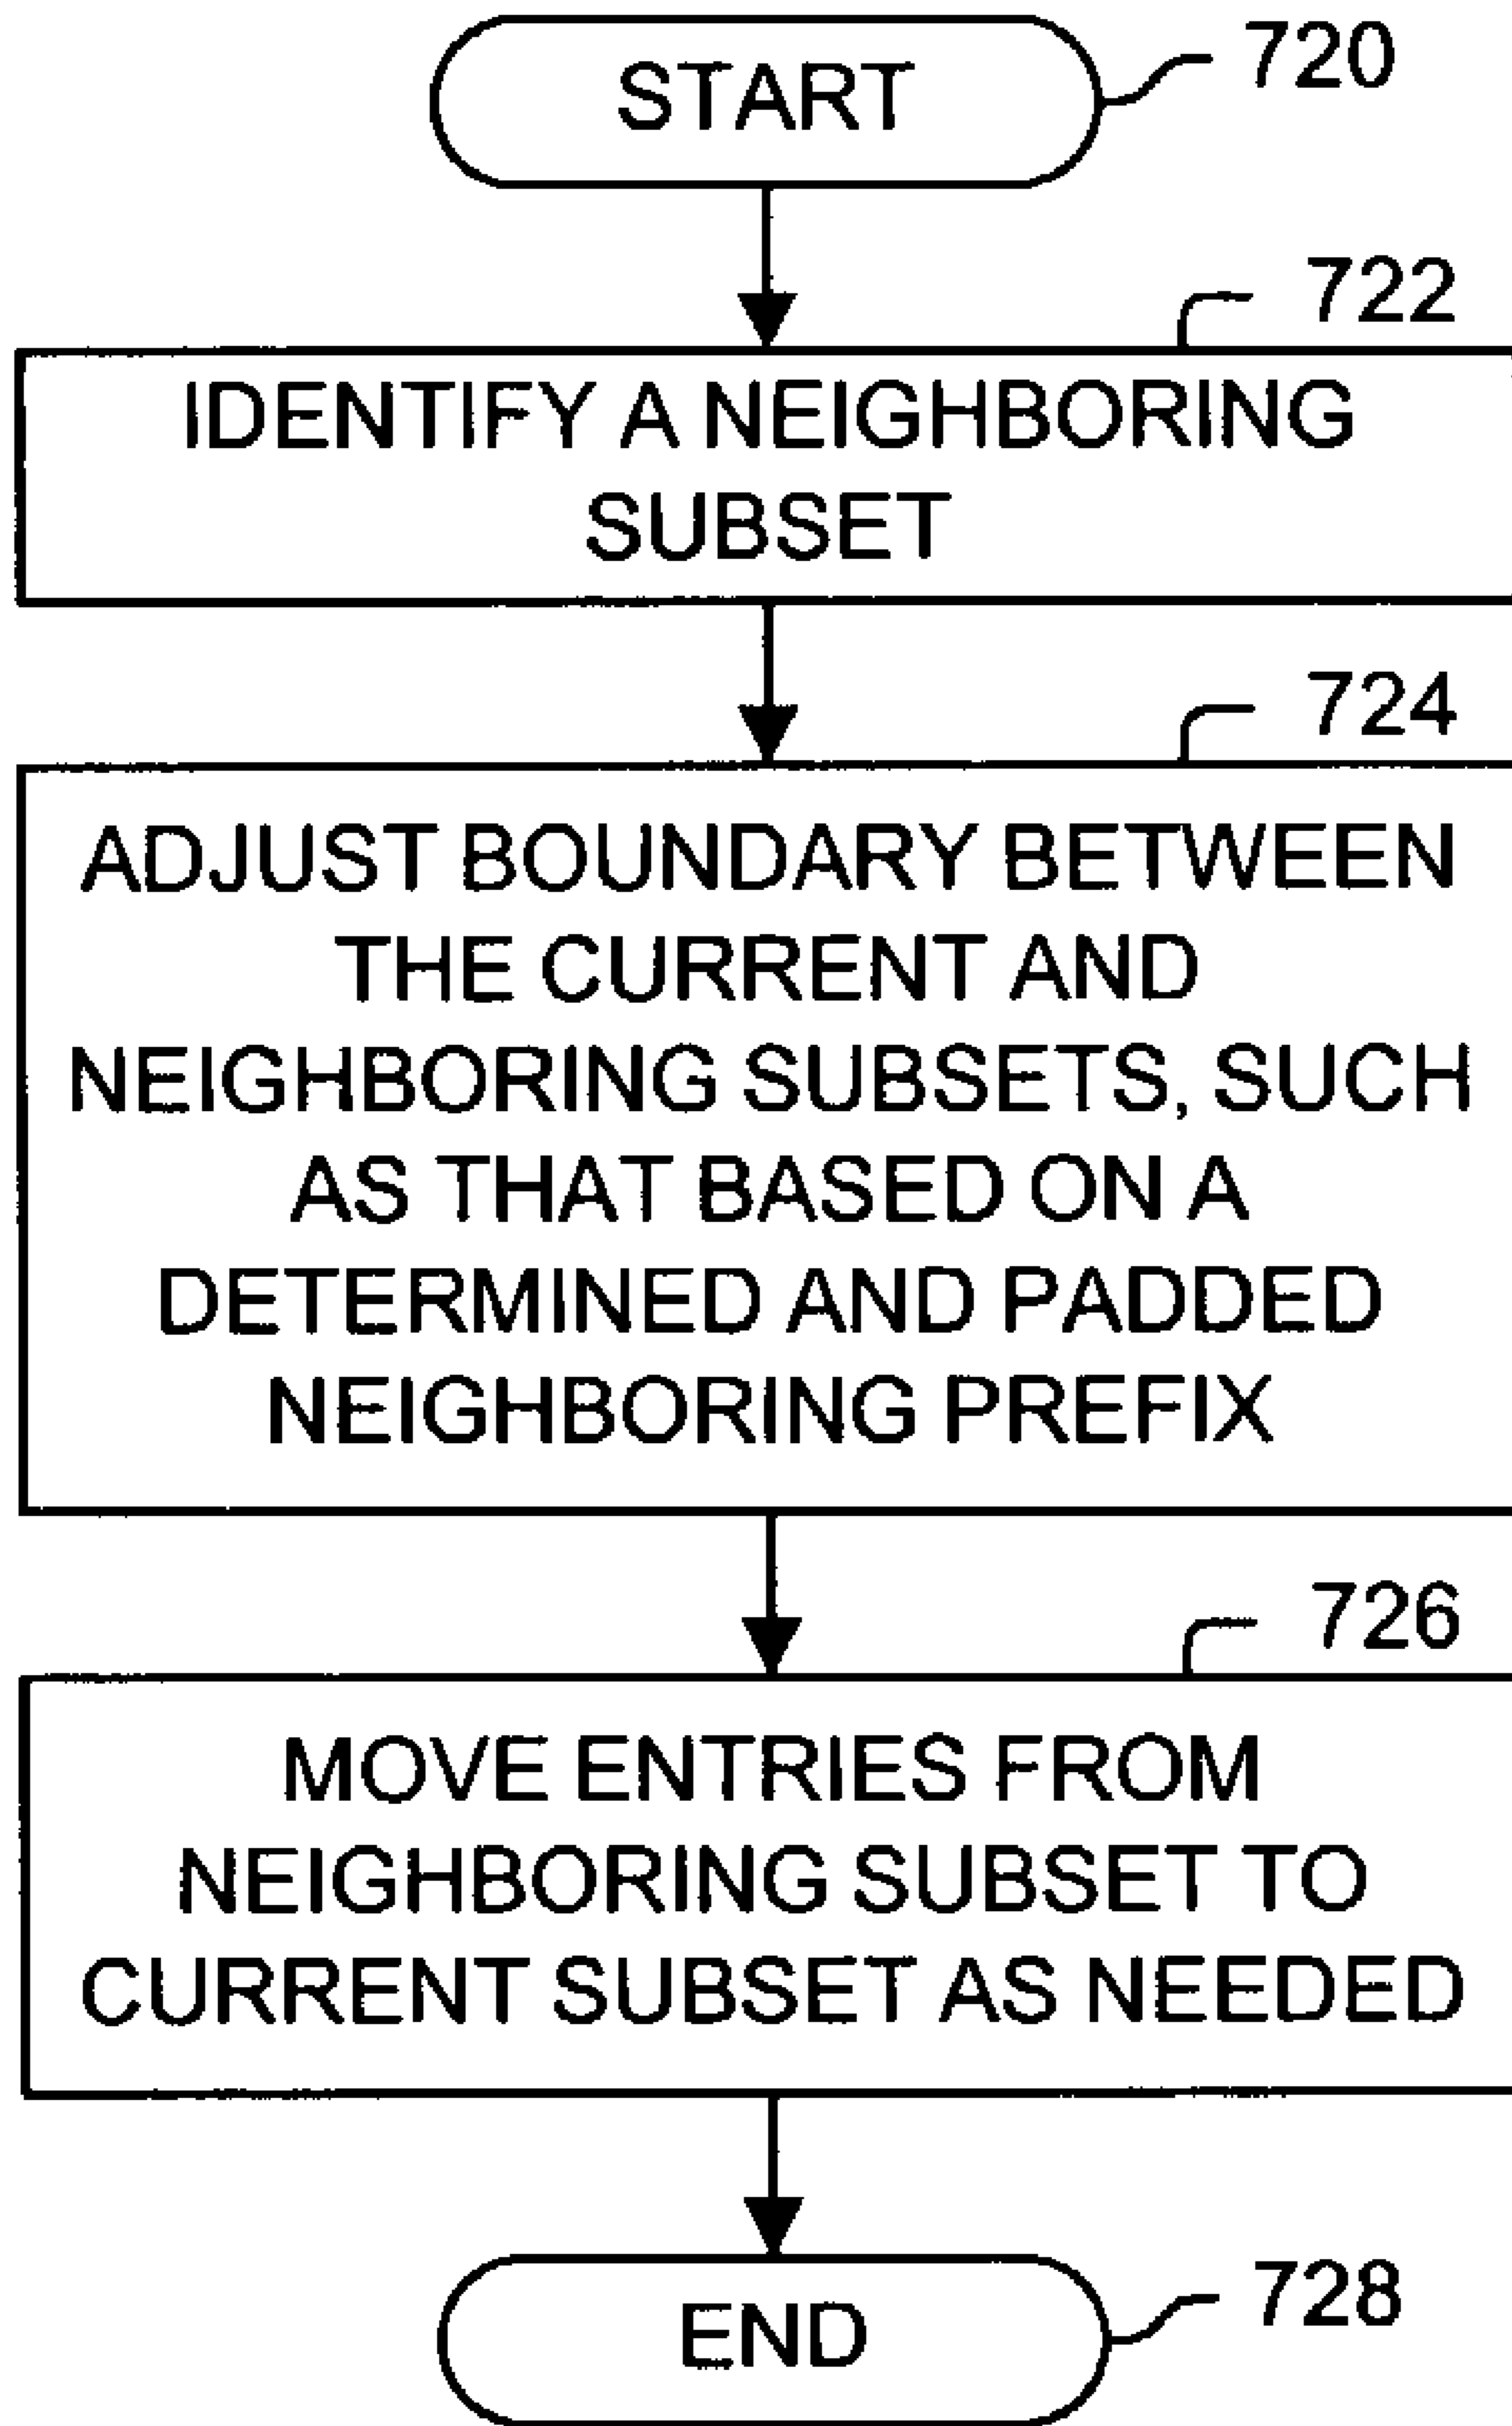 START
720
722
IDENTIFY A NEIGHBORING
SUBSET
724
ADJUST BOUNDARY BETWEEN
THE CURRENT AND
NEIGHBORING SUBSETS, SUCH
AS THAT BASED ON A
DETERMINED AND PADDED
NEIGHBORING PREFIX
726
MOVE ENTRIES FROM
NEIGHBORING SUBSET TO
CURRENT SUBSET AS NEEDED
END
728